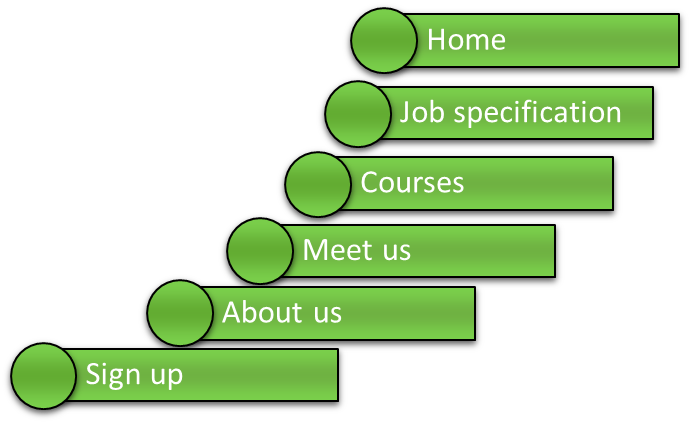 Home
Job specification
Courses
Meet us
About us
Sign up